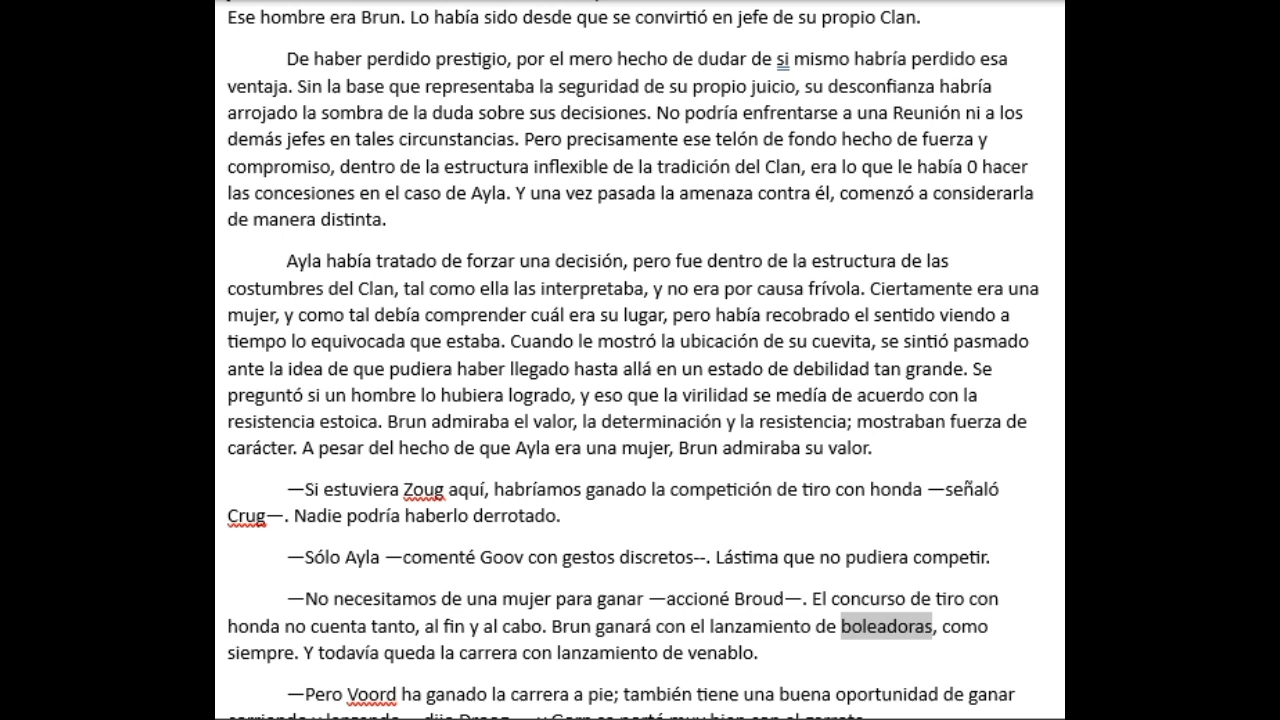 Ese hombre era Brun. Lo había sido desde que se convirtió en jefe de su propio Clan.
De haber perdido prestigio, por el mero hecho de dudar de si mismo habría perdido esa
ventaja. Sin la base que representaba la seguridad de su propio juicio, su desconfianza habría
arrojado la sombra de la duda sobre sus decisiones. No podría enfrentarse a una Reunión ni a los
demás jefes en tales circunstancias. Pero precisamente ese telón de fondo hecho de fuerza y
compromiso, dentro de la estructura inflexible de la tradición del Clan, era lo que le había 0 hacer
las concesiones en el caso de Ayla. Y una vez pasada la amenaza contra él, comenzó a considerarla
de manera distinta.
Ayla había tratado de forzar una decisión, pero fue dentro de la estructura de las
costumbres del Clan, tal como ella las interpretaba, y no era por causa frívola. Ciertamente era una
mujer, y como tal debía comprender cuál era su lugar, pero había recobrado el sentido viendo a
tiempo lo equivocada que estaba. Cuando le mostró la ubicación de su cuevita, se sintió pasmado
ante la idea de que pudiera haber llegado hasta allá en un estado de debilidad tan grande. Se
preguntó si un hombre lo hubiera logrado, y eso que la virilidad se medía de acuerdo con la
resistencia estoica. Brun admiraba el valor, la determinación y la resistencia; mostraban fuerza de
carácter. A pesar del hecho de que Ayla era una mujer, Brun admiraba su valor.
—Si estuviera Zoug aquí, habríamos ganado la competición de tiro con honda —señaló
Crug—. Nadie podría haberlo derrotado.
—Sólo Ayla —comenté Goov con gestos discretos--. Lástima que no pudiera competir.
—No necesitamos de una mujer para ganar —accioné Broud—. El concurso de tiro con
honda no cuenta tanto, al fin y al cabo. Brun ganará con el lanzamiento de boleadoras, como
siempre. Y todavía queda la carrera con lanzamiento de venablo.
—Pero Voord ha ganado la carrera a pie; también tiene una buena oportunidad de ganar